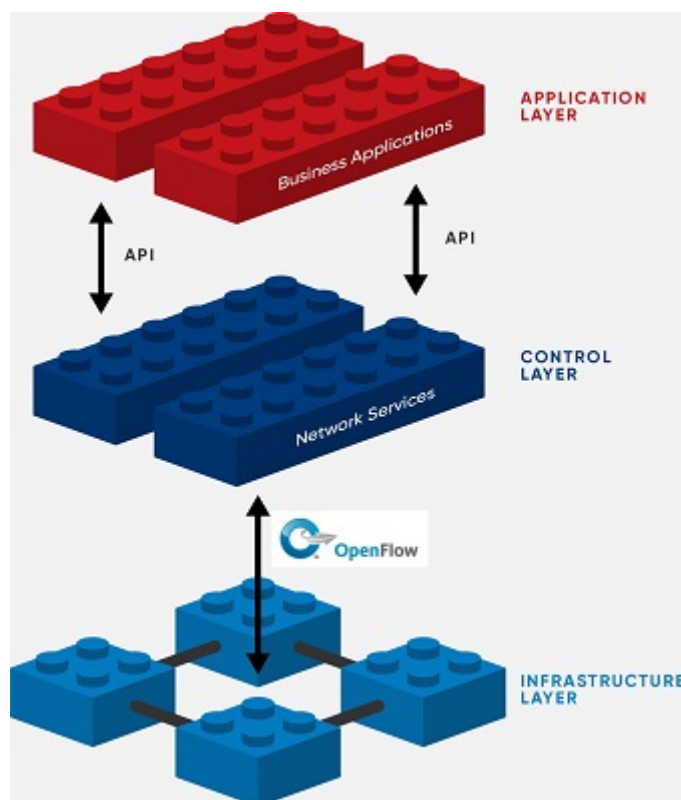 APPLICATION
LAYER
Business Applications
API
API
CONTROL
LAYER
Network Services
OpenFlow
INFRASTRUCTURE
LAYER